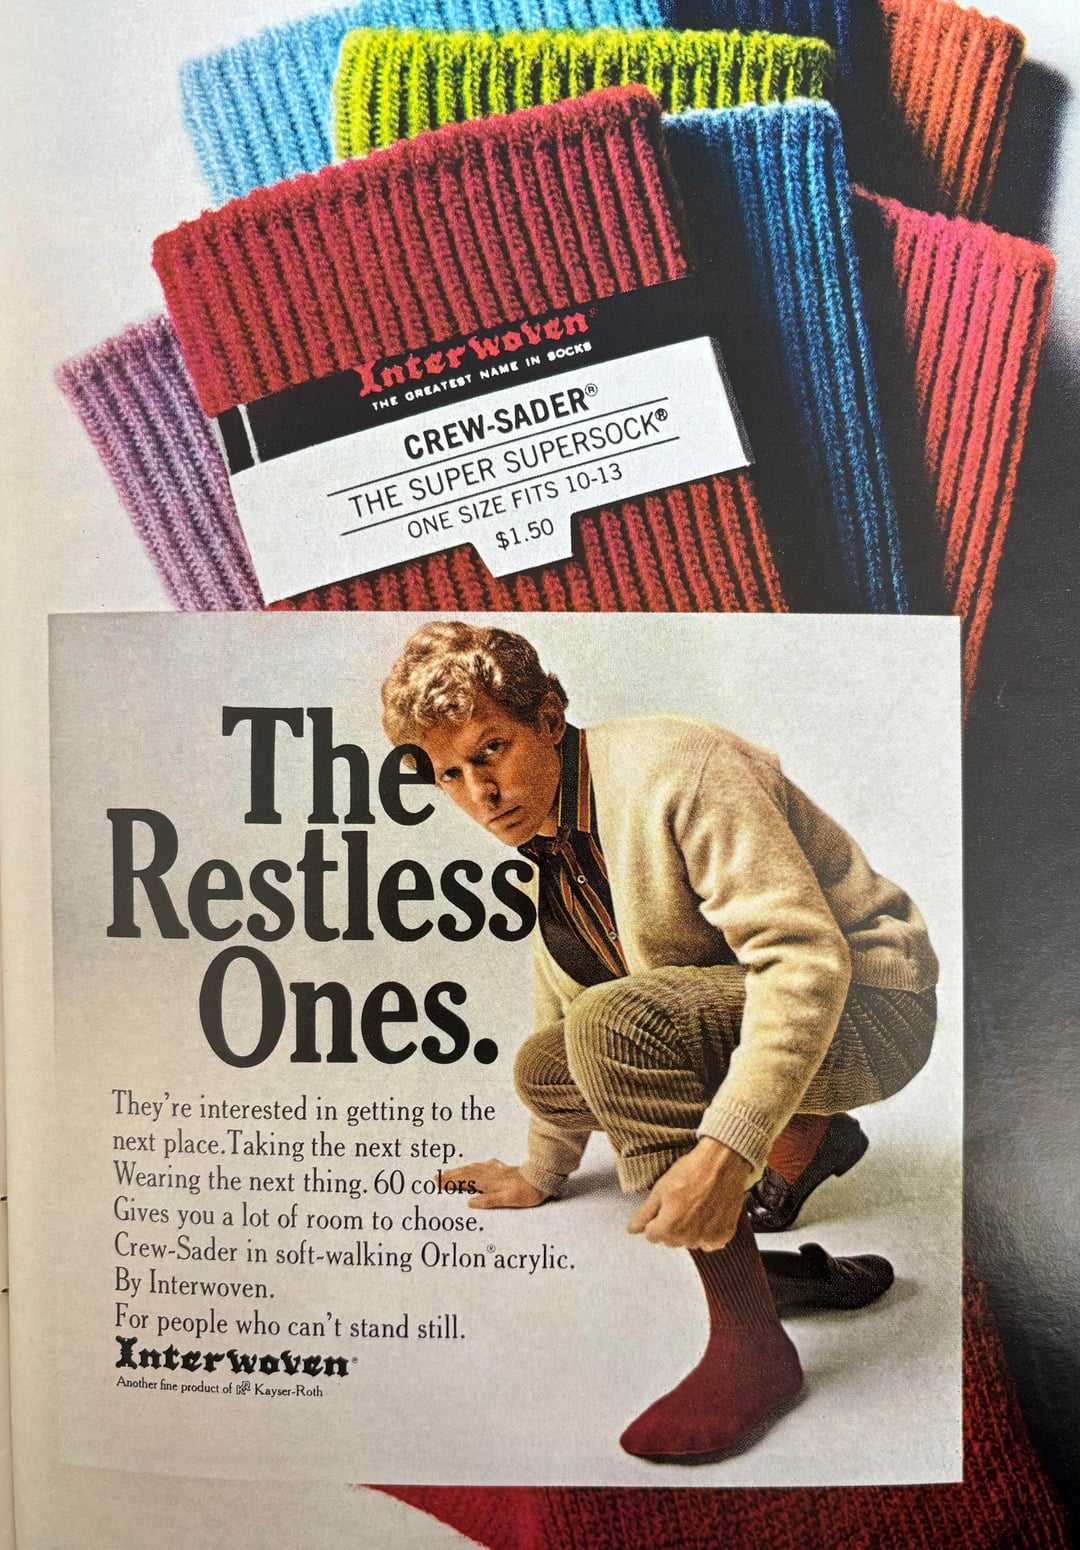 Interwoven®
THE GREATEST NAME IN SOCKS
CREW-SADER®
THE SUPER SUPERSOCK®
ONE SIZE FITS 10-13
$1.50
The
Restless
Ones.
They're interested in getting to the
next place. Taking the next step.
Wearing the next thing. 60 colors.
Gives you a lot of room to choose.
Crew-Sader in soft-walking Orlon® acrylic.
By Interwoven.
For people who can't stand still.
Interwoven®
Another fine product of KR Kayser-Roth